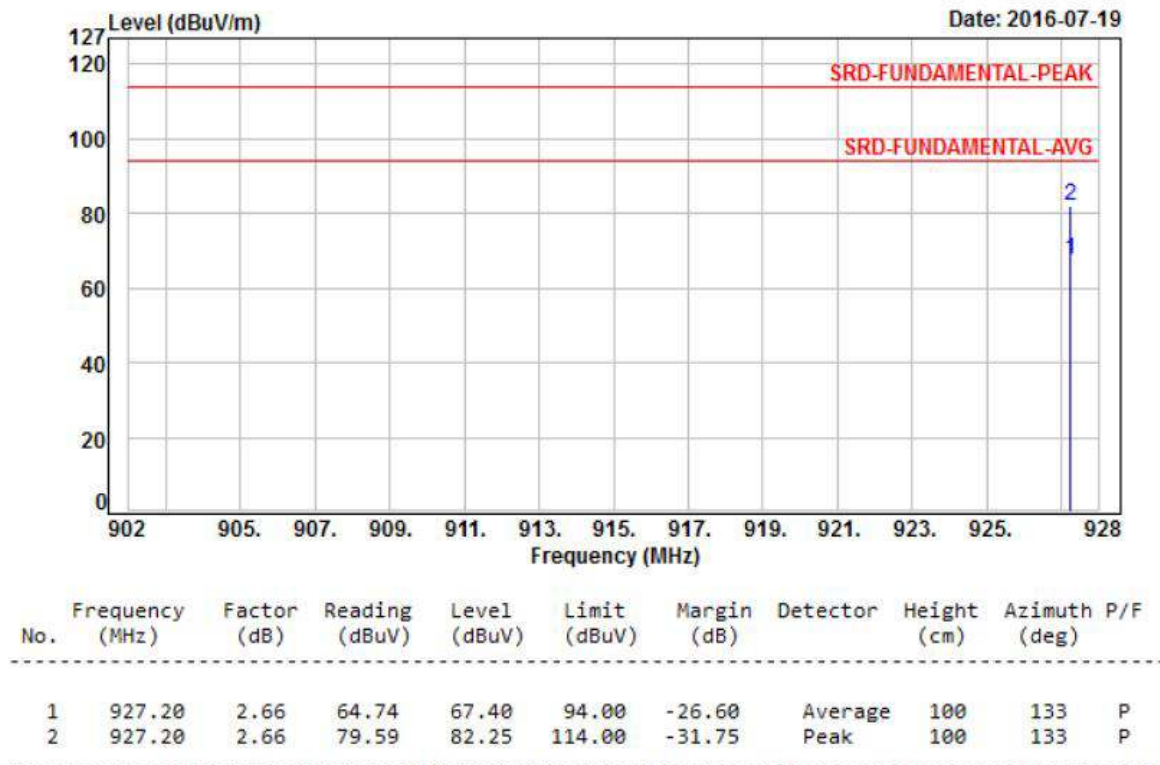 Level (dBuV/m) Date: 2016-07-19
127
120
SRD-FUNDAMENTAL-PEAK
100
SRD-FUNDAMENTAL-AVG
2
80
1
60
40
20
0
902 905. 907. 909. 911. 913. 915. 917. 919. 921. 923. 925. 928
Frequency (MHz)
Frequency Factor Reading Level Limit Margin Detector Height Azimuth P/F
No. (MHz) (dB) (dBuV) (dBuV) (dBuV) (dB) (cm) (deg)
1 927.20 2.66 64.74 67.40 94.00 -26.60 Average 100 133 P
2 927.20 2.66 79.59 82.25 114.00 -31.75 Peak 100 133 P